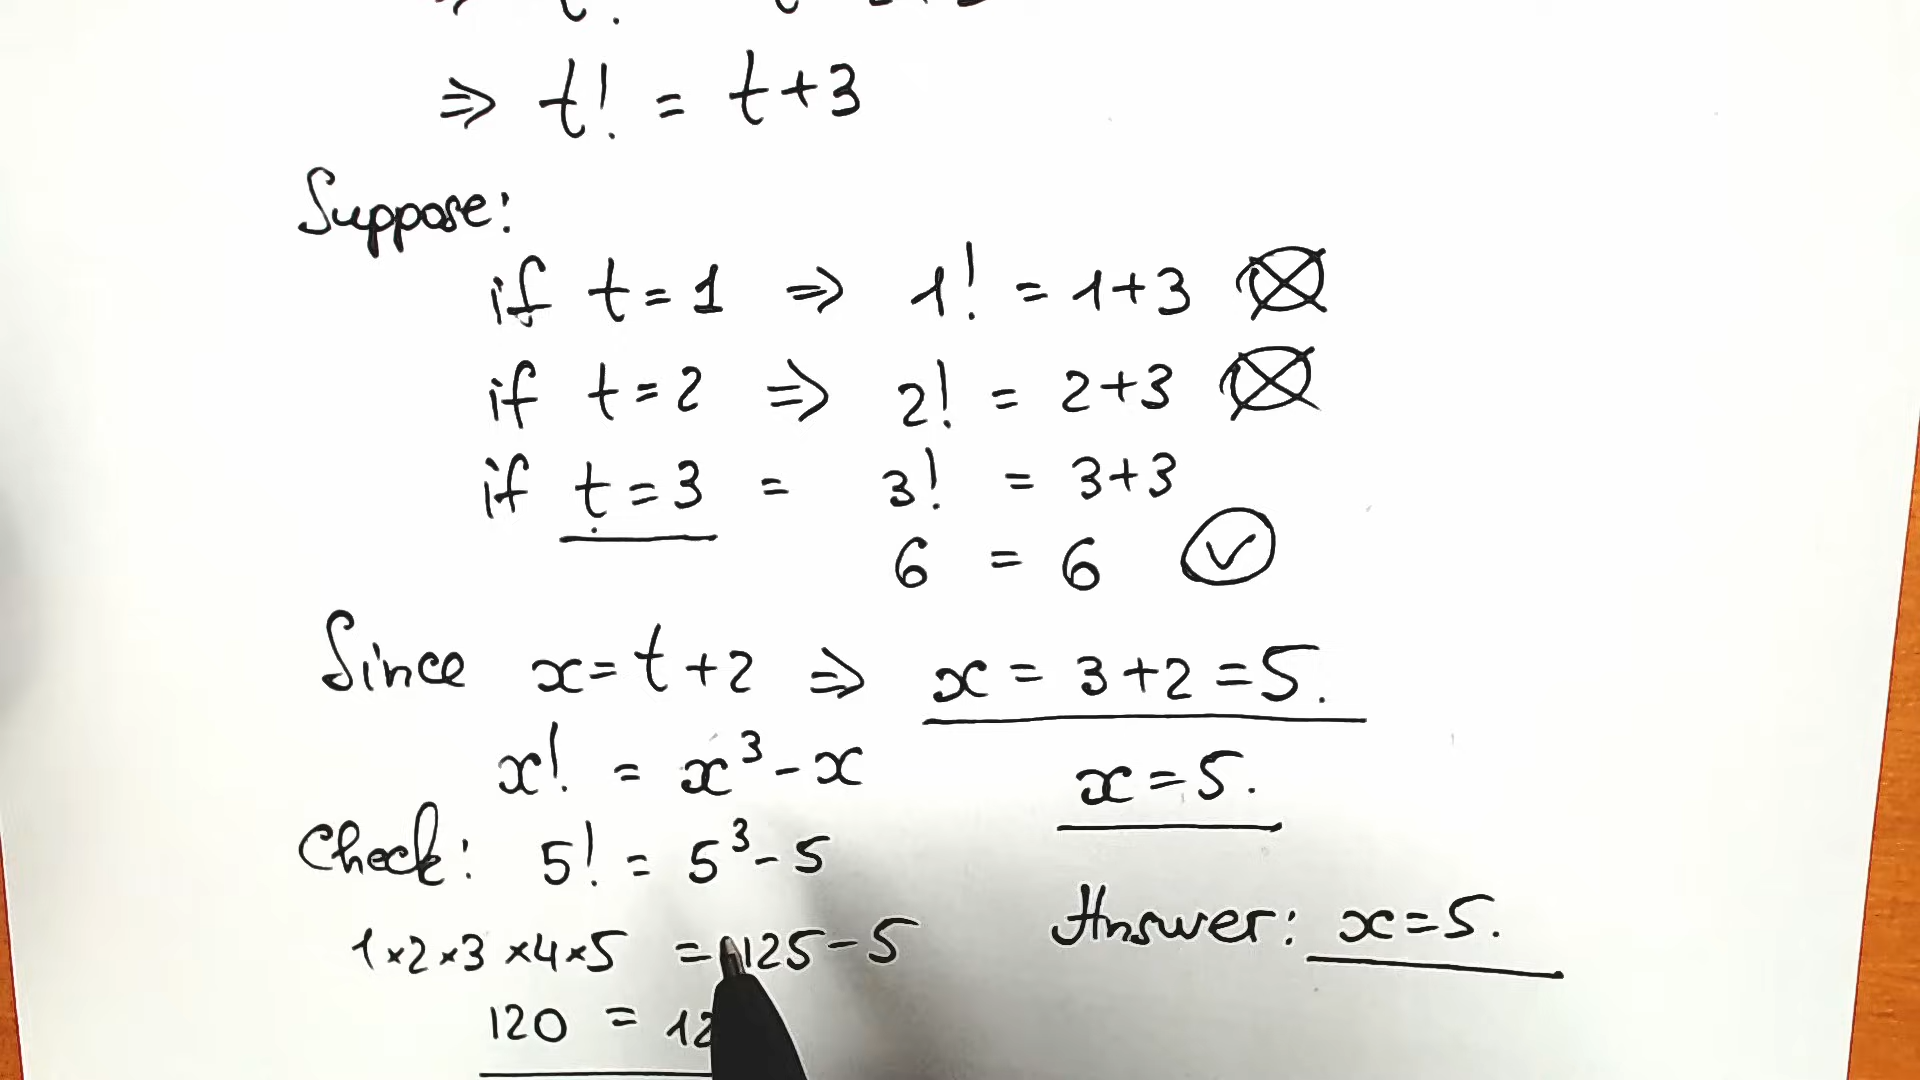 ⇒ t! = t+3
Suppose:
if t=1 ⇒ 1! = 1+3
if t=2 ⇒ 2! = 2+3
if t=3 = 3! = 3+3
6 = 6
Since x=t+2 ⇒ x = 3+2=5.
x! = x³-x
x=5.
Check: 5! = 5³-5
Answer: x=5.
1×2×3×4×5 = 125-5
120 =